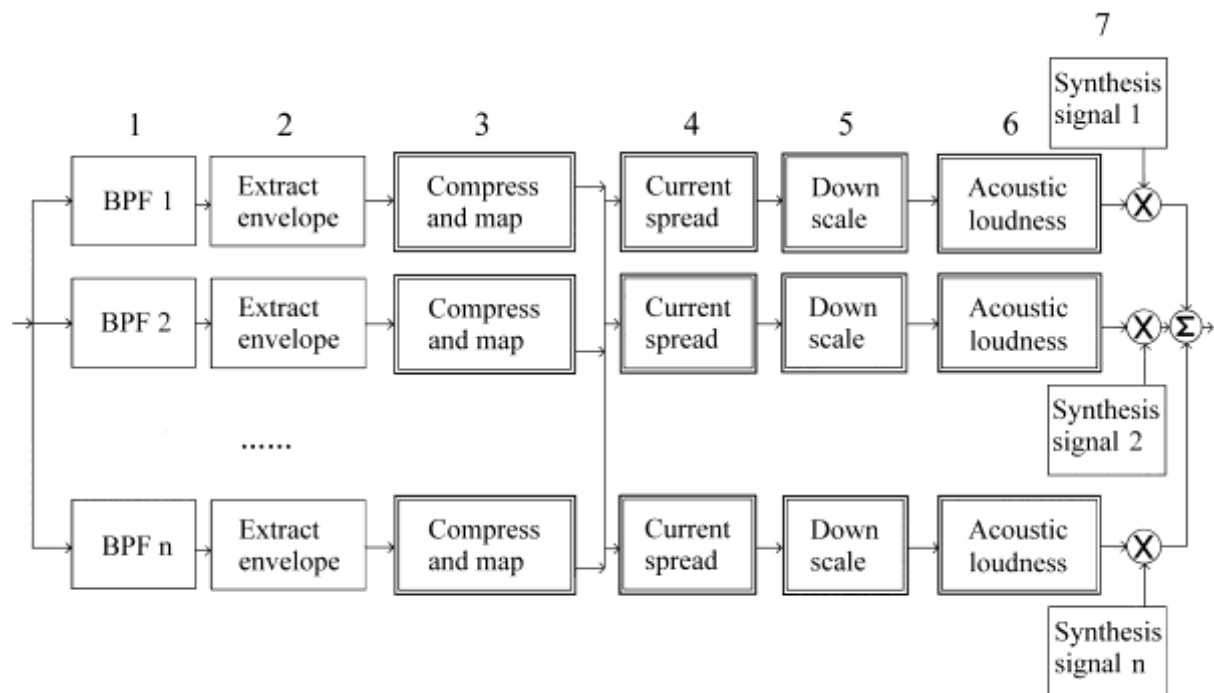 7
Synthesis
signal 1
1 2 3 4 5 6
BPF 1
Extract
envelope
Compress
and map
Current
spread
Down
scale
Acoustic
loudness
X
BPF 2
Extract
envelope
Compress
and map
Current
spread
Down
scale
Acoustic
loudness
X
Σ
Synthesis
signal 2
......
BPF n
Extract
envelope
Compress
and map
Current
spread
Down
scale
Acoustic
loudness
X
Synthesis
signal n